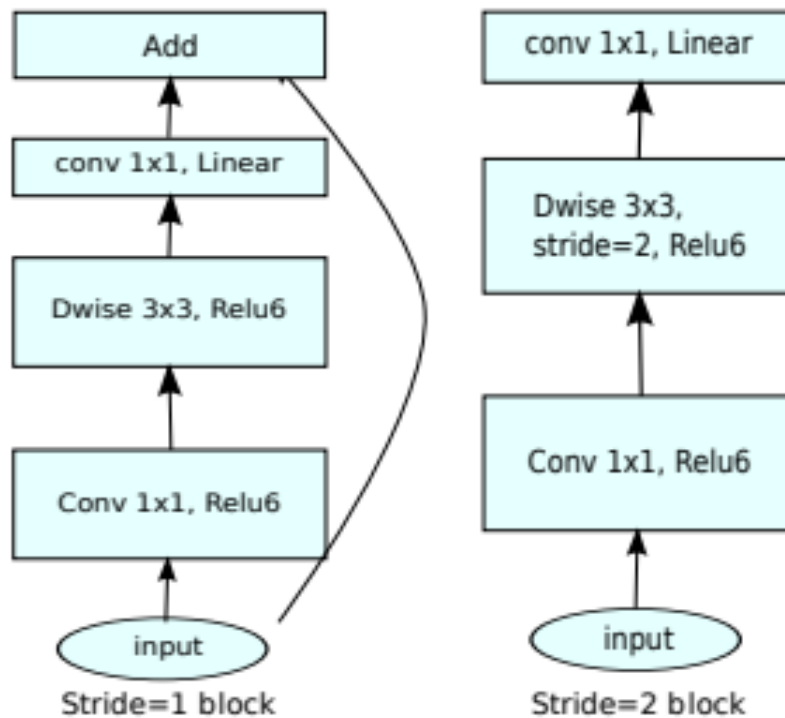 Add
conv 1x1, Linear
Dwise 3x3, Relu6
Conv 1x1, Relu6
input
Stride=1 block
conv 1x1, Linear
Dwise 3x3,
stride=2, Relu6
Conv 1x1, Relu6
input
Stride=2 block